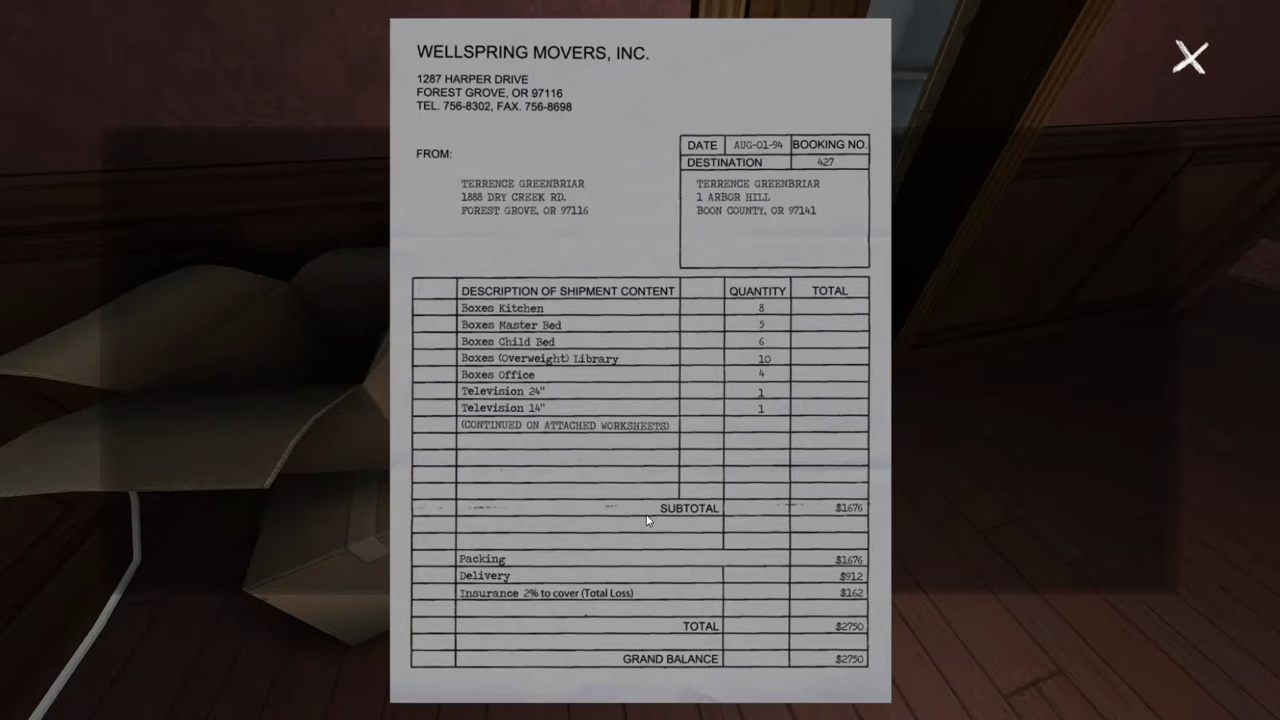 WELLSPRING MOVERS, INC.
1287 HARPER DRIVE
FOREST GROVE, OR 97116
TEL. 756-8302, FAX. 756-8698
DATE AUG-01-94 BOOKING NO.
DESTINATION 427
FROM:
TERRENCE GREENBRIAR
1888 DRY CREEK RD.
FOREST GROVE, OR 97116
TERRENCE GREENBRIAR
1 ARBOR HILL
BOON COUNTY, OR 97141
DESCRIPTION OF SHIPMENT CONTENT QUANTITY TOTAL
Boxes Kitchen 8
Boxes Master Bed 5
Boxes Child Bed 6
Boxes (Overweight) Library 10
Boxes Office 4
Television 24" 1
Television 14" 1
(CONTINUED ON ATTACHED WORKSHEETS)
SUBTOTAL $1676
Packing $1676
Delivery $912
Insurance 2% to cover (Total Loss) $162
TOTAL $2750
GRAND BALANCE $2750